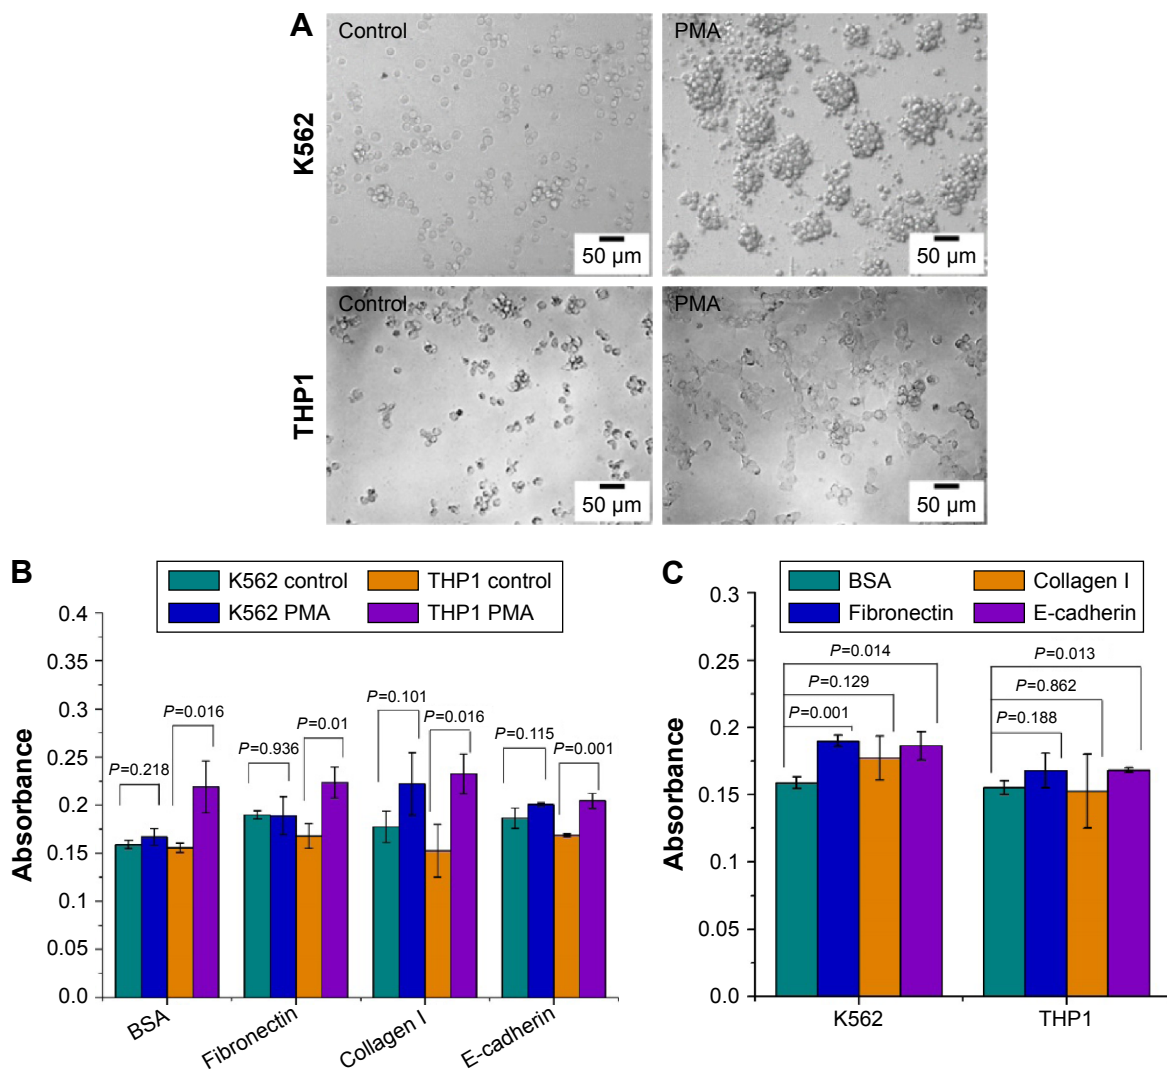 A
Control
PMA
K562
50 µm
50 µm
Control
PMA
THP1
50 µm
50 µm
B
K562 control
THP1 control
K562 PMA
THP1 PMA
0.4
0.35
0.3
0.25
0.2
0.15
0.1
0.05
0.0
Absorbance
P=0.218
P=0.016
P=0.936
P=0.01
P=0.101
P=0.016
P=0.115
P=0.001
BSA
Fibronectin
Collagen I
E-cadherin
C
BSA
Collagen I
Fibronectin
E-cadherin
0.3
0.25
0.2
0.15
0.1
0.05
0.0
Absorbance
P=0.014
P=0.129
P=0.001
P=0.013
P=0.862
P=0.188
K562
THP1